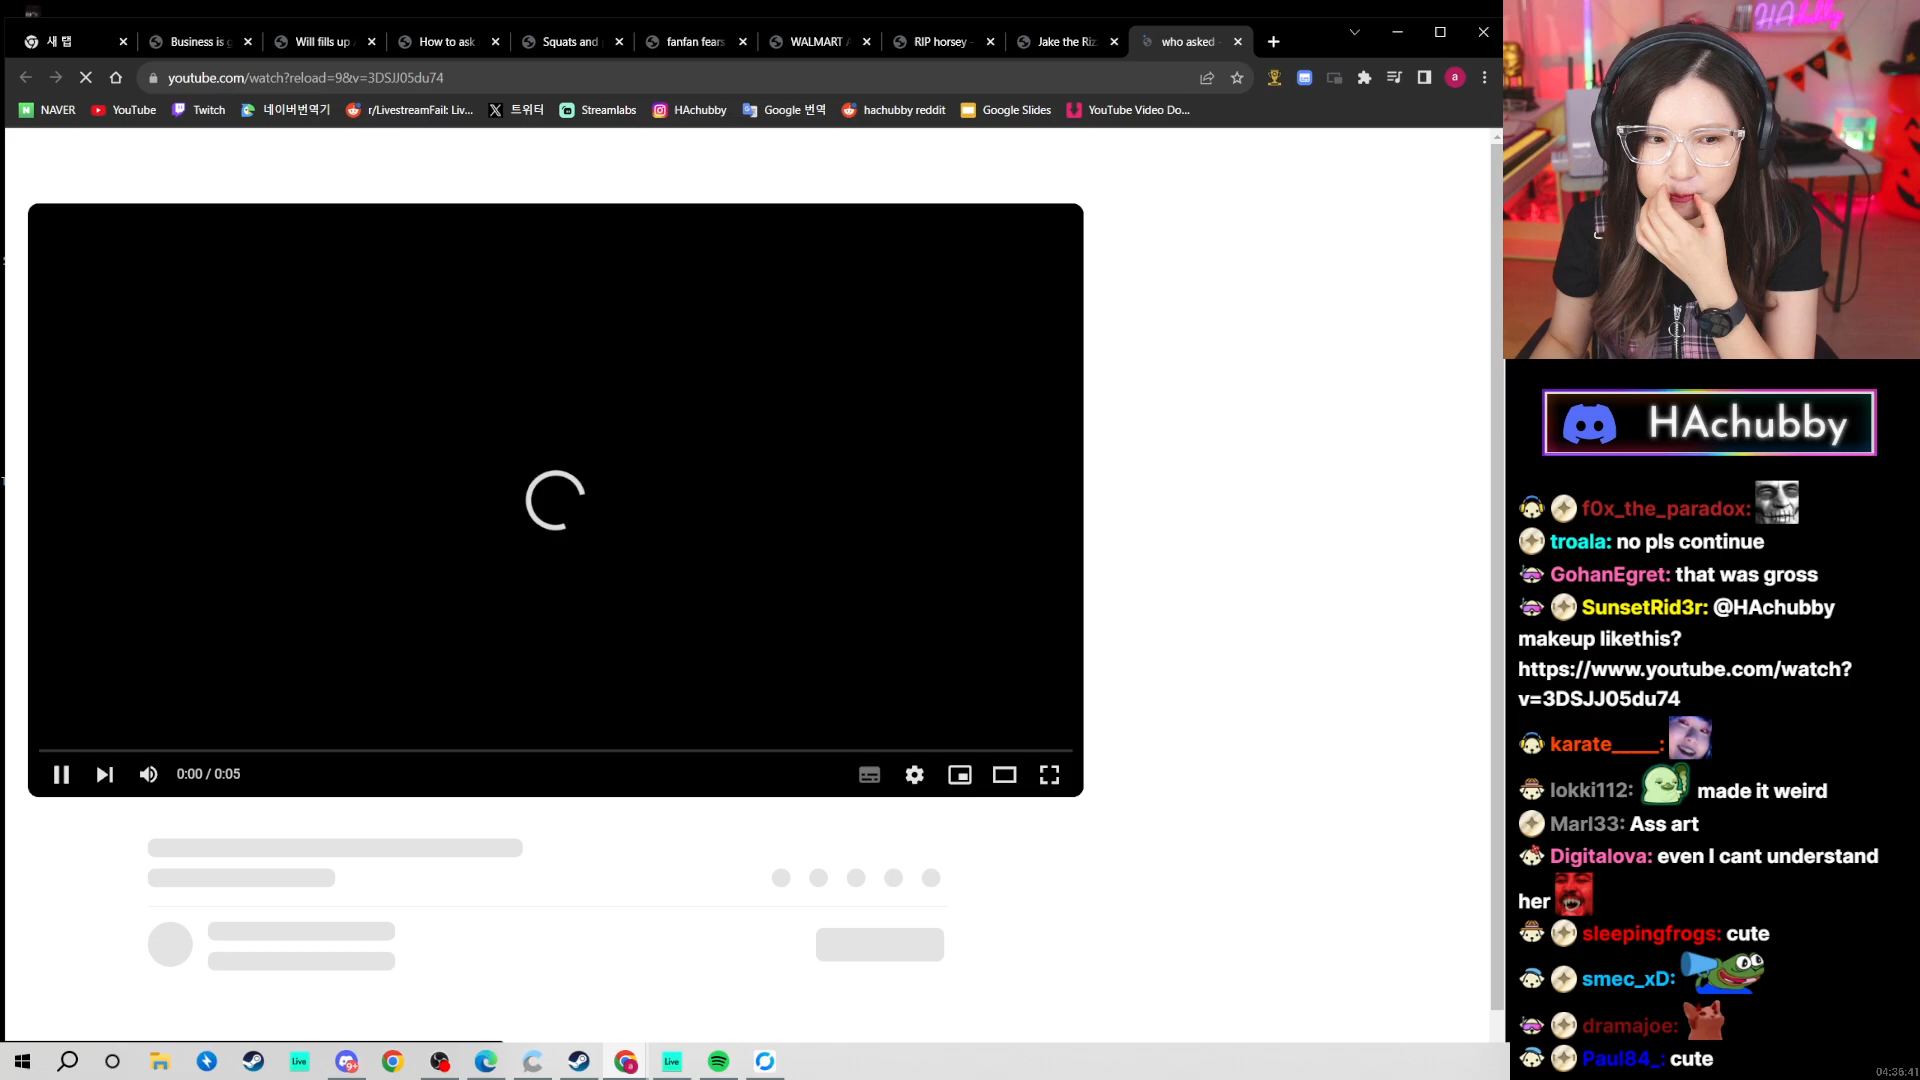 새 탭
Business is g
Will fills up
How to ask
Squats and
fanfan fears
WALMART
RIP horsey -
Jake the Riz
who asked -
youtube.com/watch?reload=9&v=3DSJJ05du74
a
NAVER
YouTube
Twitch
네이버번역기
r/LivestreamFail: Liv...
트위터
Streamlabs
HAchubby
Google 번역
hachubby reddit
Google Slides
YouTube Video Do...
0:00 / 0:05
HAchubby
HAchubby
f0x_the_paradox:
troala: no pls continue
GohanEgret: that was gross
SunsetRid3r: @HAchubby
makeup likethis?
https://www.youtube.com/watch?
v=3DSJJ05du74
karate_____:
lokki112: made it weird
Marl33: Ass art
Digitalova: even I cant understand
her
sleepingfrogs: cute
smec_xD:
dramajoe:
Paul84_: cute
Live
9+
Live
04:36:41